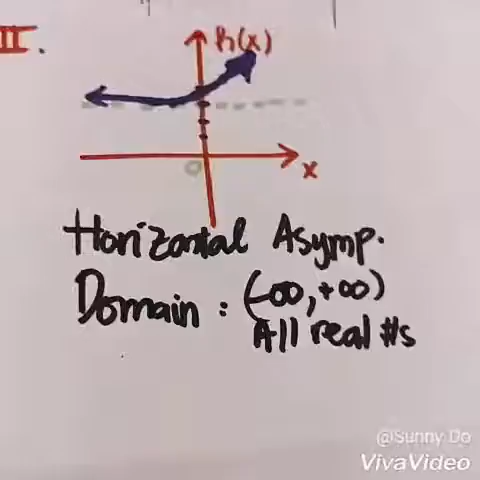 II.
h(x)
0
x
Horizontal Asymp.
Domain : (-∞, +∞)
All real #s
@Sunny Do
VivaVideo